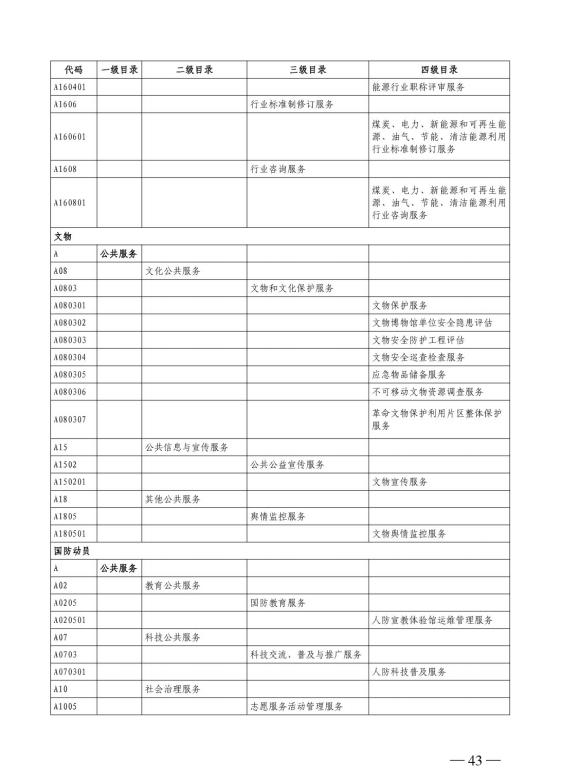 代码 一级目录 二级目录 三级目录 四级目录
A160401 能源行业职称评审服务
A1606 行业标准制修订服务
A160601 煤炭、电力、新能源和可再生能
源、油气、节能、清洁能源利用
行业标准制修订服务
A1608 行业咨询服务
A160801 煤炭、电力、新能源和可再生能
源、油气、节能、清洁能源利用
行业咨询服务
文物
A 公共服务
A08 文化公共服务
A0803 文物和文化保护服务
A080301 文物保护服务
A080302 文物博物馆单位安全隐患评估
A080303 文物安全防护工程评估
A080304 文物安全巡查检查服务
A080305 应急物品储备服务
A080306 不可移动文物资源调查服务
A080307 革命文物保护利用片区整体保护
服务
A15 公共信息与宣传服务
A1502 公共公益宣传服务
A150201 文物宣传服务
A18 其他公共服务
A1805 舆情监控服务
A180501 文物舆情监控服务
国防动员
A 公共服务
A02 教育公共服务
A0205 国防教育服务
A020501 人防宣教体验馆运维管理服务
A07 科技公共服务
A0703 科技交流、普及与推广服务
A070301 人防科技普及服务
A10 社会治理服务
A1005 志愿服务活动管理服务
— 43 —